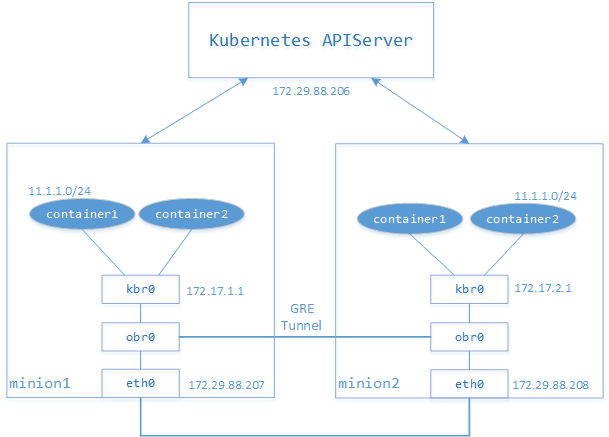 Kubernetes APIServer
172.29.88.206
11.1.1.0/24
container1
container2
kbr0
172.17.1.1
obr0
minion1
eth0
172.29.88.207
GRE
Tunnel
11.1.1.0/24
container1
container2
kbr0
172.17.2.1
obr0
minion2
eth0
172.29.88.208